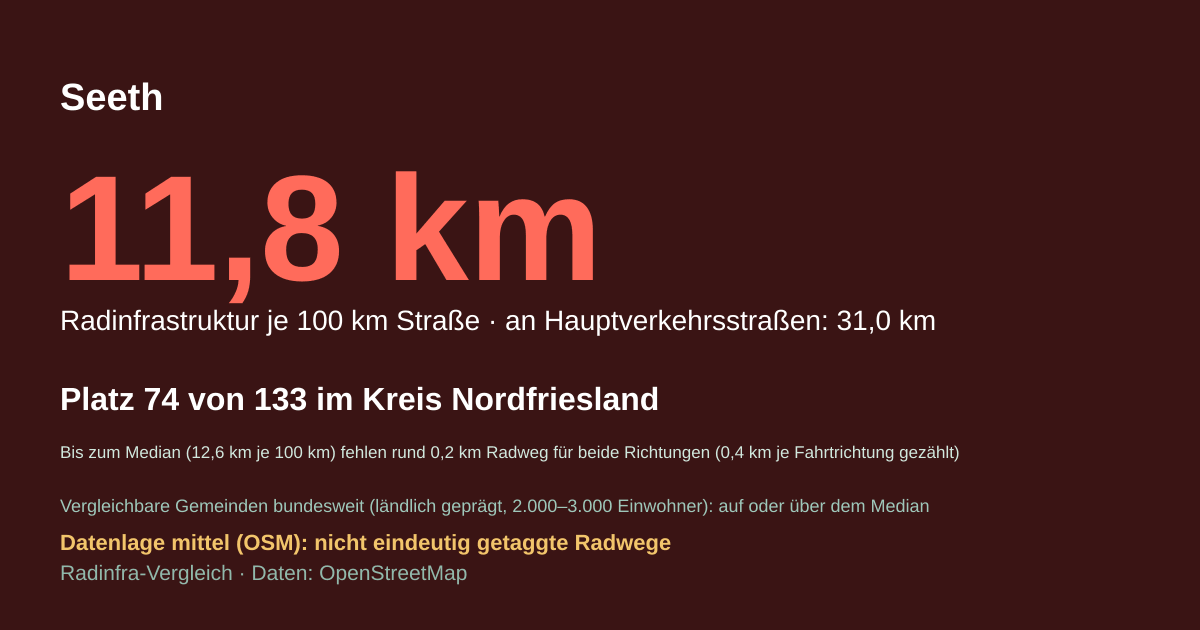 Seeth
11,8 km
Radinfrastruktur je 100 km Straße · an Hauptverkehrsstraßen: 31,0 km
Platz 74 von 133 im Kreis Nordfriesland
Bis zum Median (12,6 km je 100 km) fehlen rund 0,2 km Radweg für beide Richtungen (0,4 km je Fahrtrichtung gezählt)
Vergleichbare Gemeinden bundesweit (ländlich geprägt, 2.000–3.000 Einwohner): auf oder über dem Median
Datenlage mittel (OSM): nicht eindeutig getaggte Radwege
Radinfra-Vergleich · Daten: OpenStreetMap